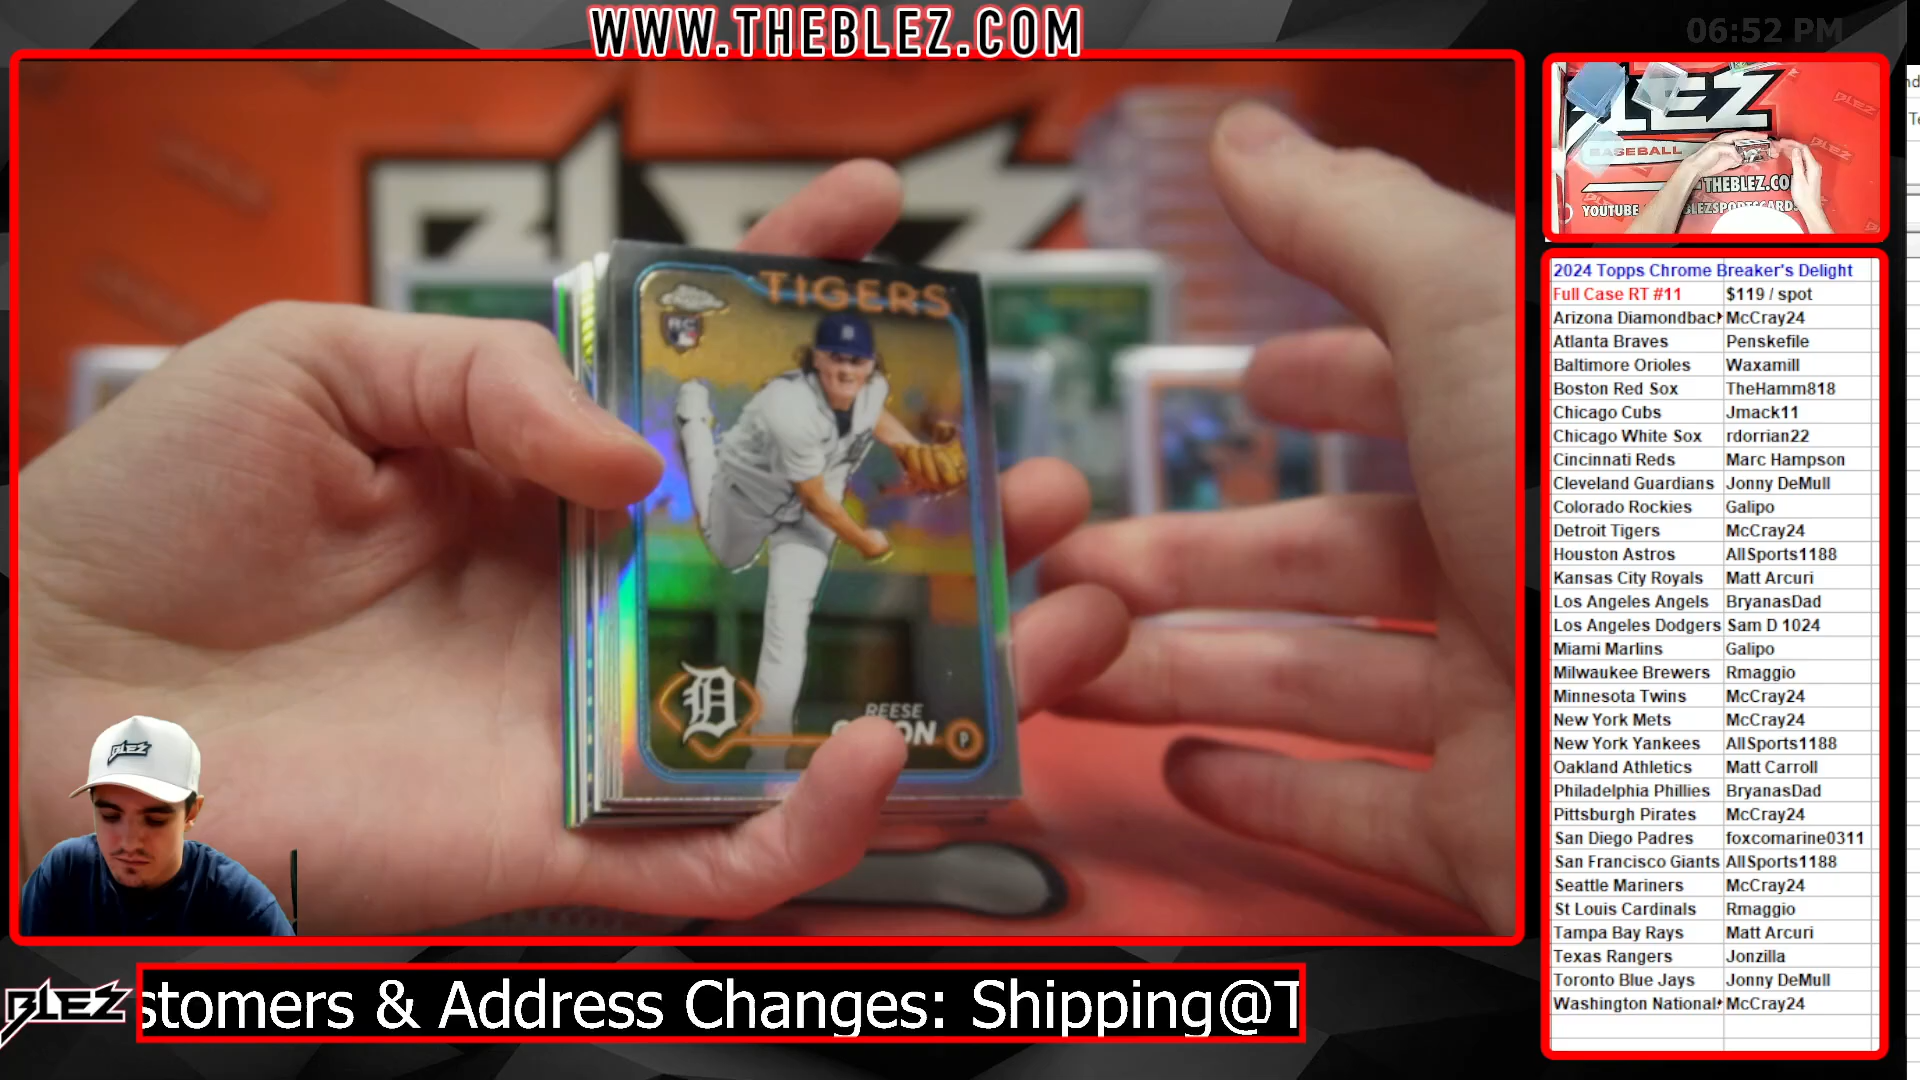 WWW.THEBLEZ.COM
06:52 PM
TIGERS
RC
REESE
P
BLEZ
BASEBALL
THEBLEZ.CO
YOUTUBE
BLEZSPORTSCARDS
2024 Topps Chrome Breaker's Delight
Full Case RT #11 $119 / spot
Arizona Diamondback McCray24
Atlanta Braves Penskefile
Baltimore Orioles Waxamill
Boston Red Sox TheHamm818
Chicago Cubs Jmack11
Chicago White Sox rdorrian22
Cincinnati Reds Marc Hampson
Cleveland Guardians Jonny DeMull
Colorado Rockies Galipo
Detroit Tigers McCray24
Houston Astros AllSports1188
Kansas City Royals Matt Arcuri
Los Angeles Angels BryanasDad
Los Angeles Dodgers Sam D 1024
Miami Marlins Galipo
Milwaukee Brewers Rmaggio
Minnesota Twins McCray24
New York Mets McCray24
New York Yankees AllSports1188
Oakland Athletics Matt Carroll
Philadelphia Phillies BryanasDad
Pittsburgh Pirates McCray24
San Diego Padres foxcomarine0311
San Francisco Giants AllSports1188
Seattle Mariners McCray24
St Louis Cardinals Rmaggio
Tampa Bay Rays Matt Arcuri
Texas Rangers Jonzilla
Toronto Blue Jays Jonny DeMull
Washington National McCray24
BLEZ
stomers & Address Changes: Shipping@T